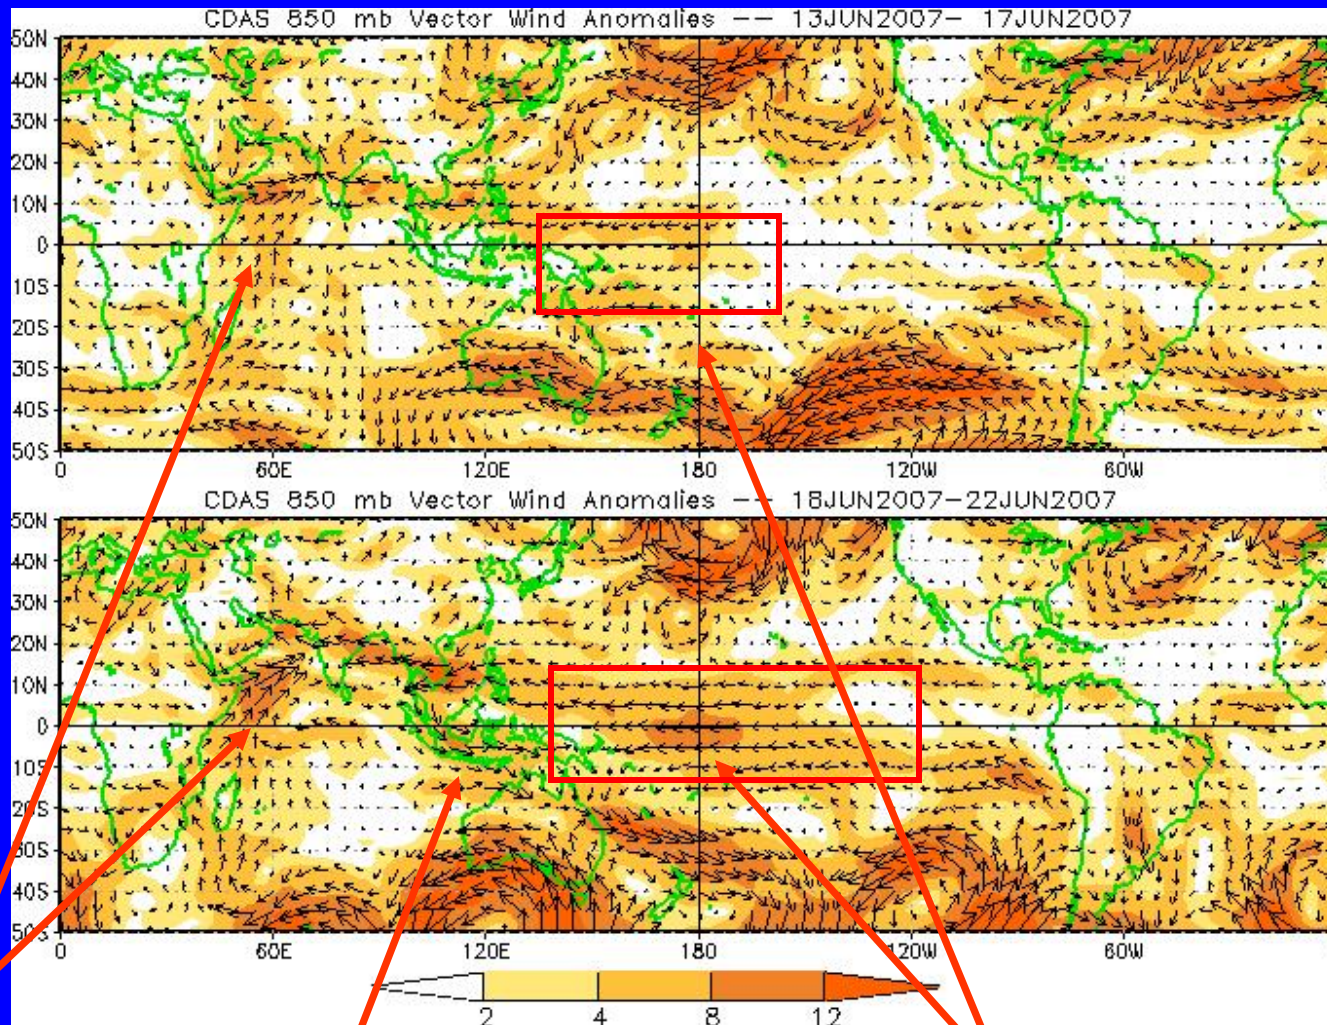 CDAS 850 mb Vector Wind Anomalies -- 13JUN2007- 17JUN2007
50N
40N
30N
20N
10N
0
10S
20S
30S
40S
50S
0 60E 120E 180 120W 60W
CDAS 850 mb Vector Wind Anomalies -- 18JUN2007-22JUN2007
50N
40N
30N
20N
10N
0
10S
20S
30S
40S
50S
0 60E 120E 180 120W 60W
2 4 8 12